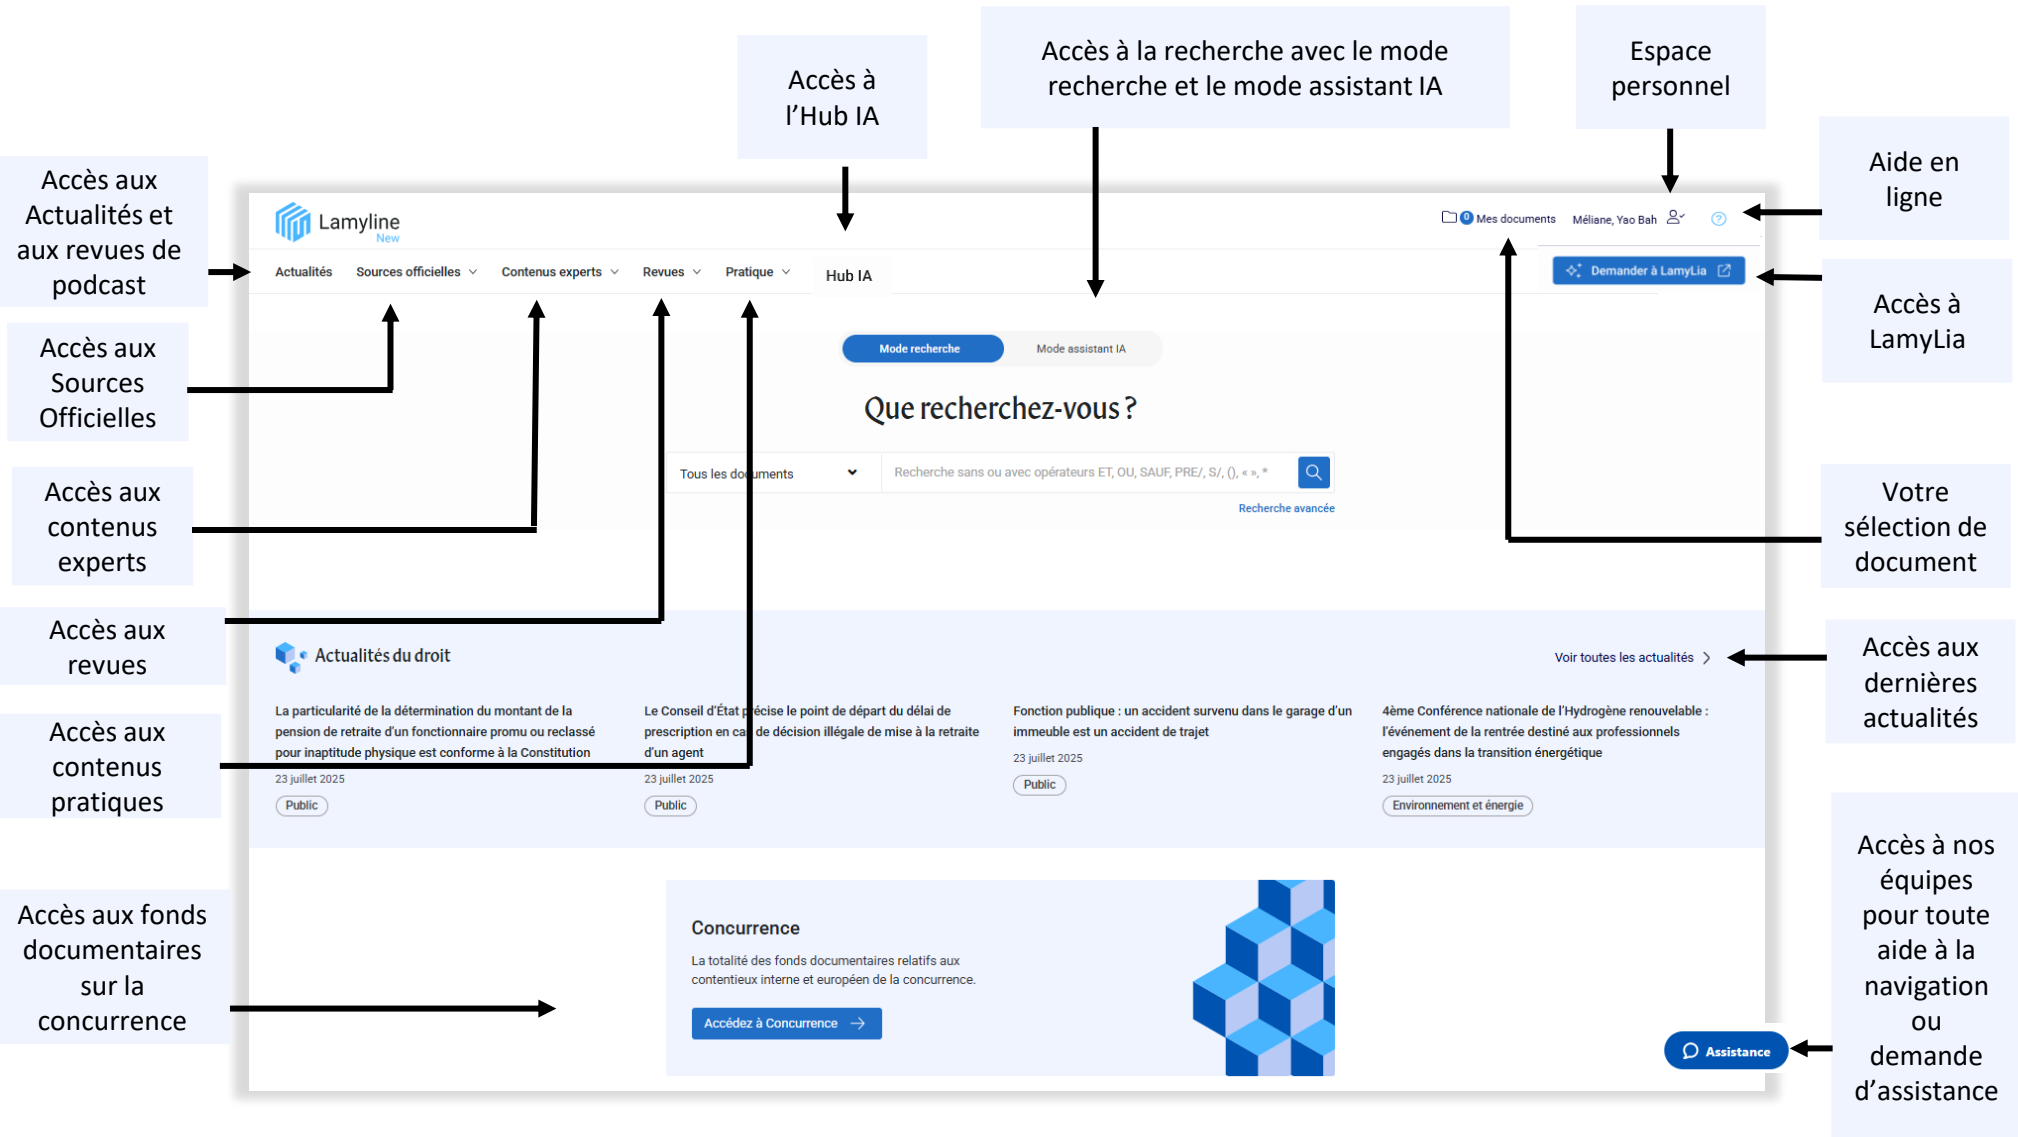 Accès à
l'Hub IA
Accès à la recherche avec le mode
recherche et le mode assistant IA
Espace
personnel
Aide en
ligne
Accès aux
Actualités et
aux revues de
podcast
Lamyline
New
0 Mes documents
Méliane, Yao Bah
?
Actualités
Sources officielles
Contenus experts
Revues
Pratique
Hub IA
Demander à LamyLia
Accès à
LamyLia
Accès aux
Sources
Officielles
Mode recherche
Mode assistant IA
Que recherchez-vous ?
Tous les documents
Recherche sans ou avec opérateurs ET, OU, SAUF, PRE/, S/, (), « », *
Recherche avancée
Accès aux
contenus
experts
Votre
sélection de
document
Accès aux
revues
Actualités du droit
Voir toutes les actualités
Accès aux
dernières
actualités
La particularité de la détermination du montant de la
pension de retraite d'un fonctionnaire promu ou reclassé
pour inaptitude physique est conforme à la Constitution
23 juillet 2025
Public
Le Conseil d'État précise le point de départ du délai de
prescription en cas de décision illégale de mise à la retraite
d'un agent
23 juillet 2025
Public
Fonction publique : un accident survenu dans le garage d'un
immeuble est un accident de trajet
23 juillet 2025
Public
4ème Conférence nationale de l'Hydrogène renouvelable :
l'événement de la rentrée destiné aux professionnels
engagés dans la transition énergétique
23 juillet 2025
Environnement et énergie
Accès aux
contenus
pratiques
Accès aux fonds
documentaires
sur la
concurrence
Concurrence
La totalité des fonds documentaires relatifs aux
contentieux interne et européen de la concurrence.
Accédez à Concurrence
Assistance
Accès à nos
équipes
pour toute
aide à la
navigation
ou
demande
d'assistance